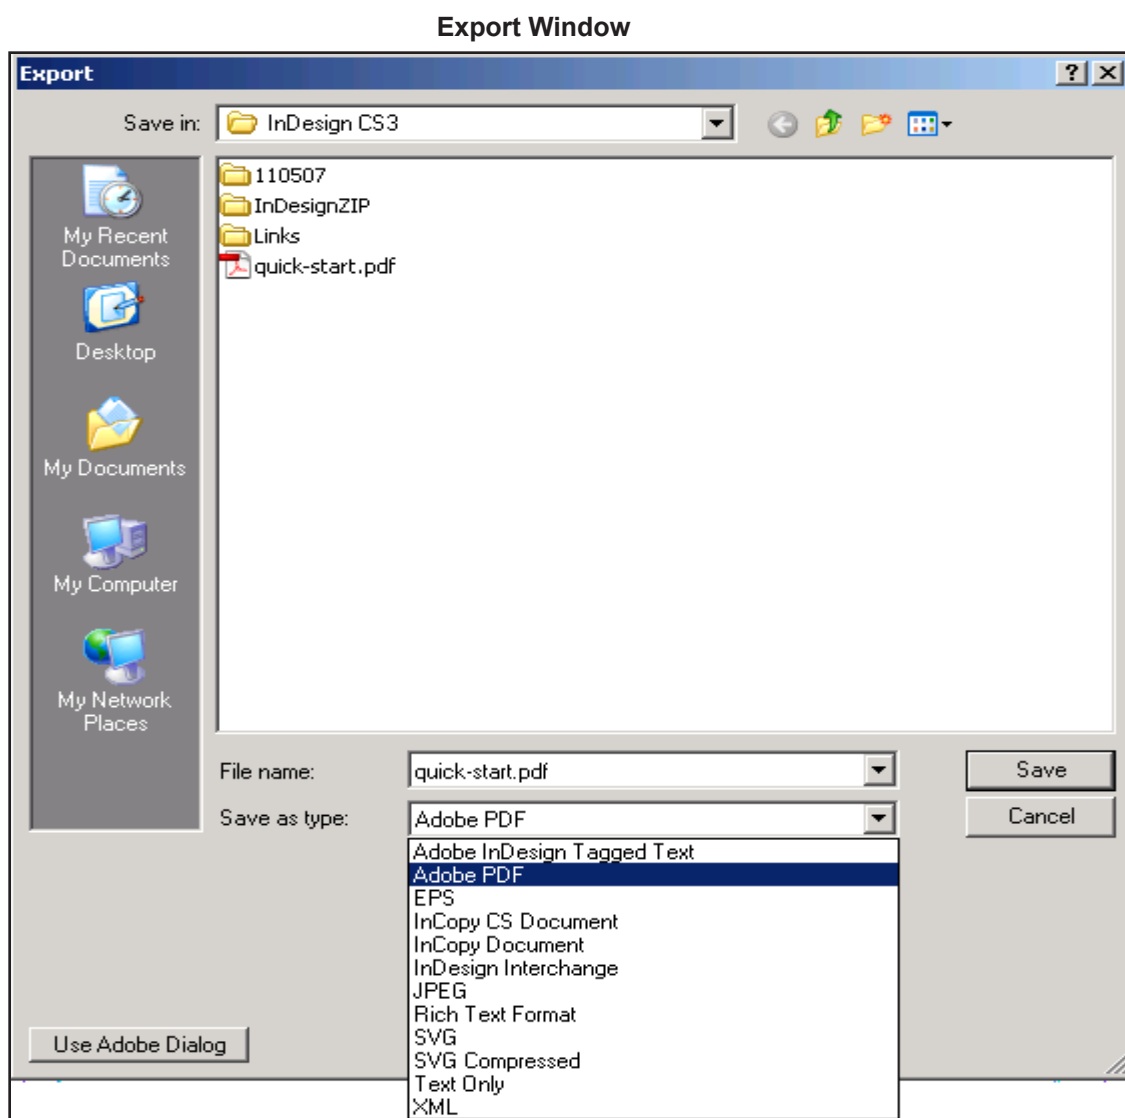 Export Window
Export
Save in:
InDesign CS3
My Recent
Documents
Desktop
My Documents
My Computer
My Network
Places
110507
InDesignZIP
Links
quick-start.pdf
File name:
quick-start.pdf
Save
Save as type:
Adobe PDF
Cancel
Adobe InDesign Tagged Text
Adobe PDF
EPS
InCopy CS Document
InCopy Document
InDesign Interchange
JPEG
Rich Text Format
SVG
SVG Compressed
Text Only
XML
Use Adobe Dialog